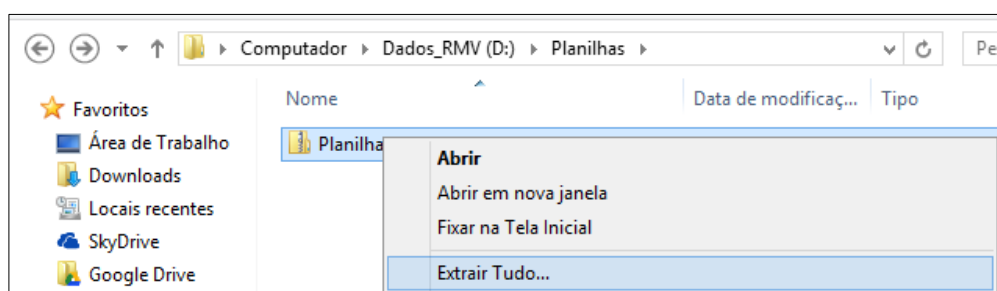 Computador Dados_RMV (D:) Planilhas Pe
Favoritos
Nome Data de modificaç... Tipo
Área de Trabalho
Planilha
Abrir
Downloads
Abrir em nova janela
Locais recentes
Fixar na Tela Inicial
SkyDrive
Google Drive
Extrair Tudo...